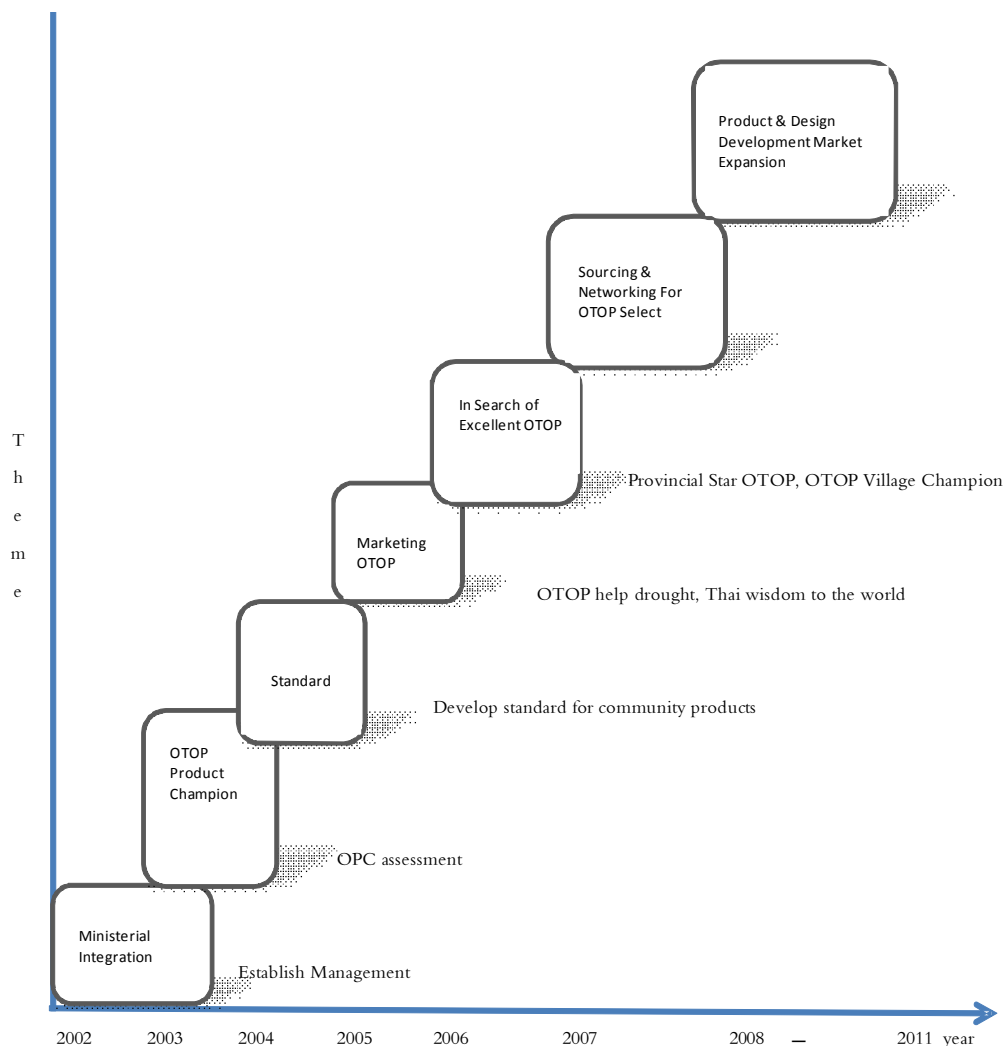 Product & Design
Development Market
Expansion
Sourcing &
Networking For
OTOP Select
In Search of
Excellent OTOP
Provincial Star OTOP, OTOP Village Champion
T
h
e
m
e
Marketing
OTOP
OTOP help drought, Thai wisdom to the world
Standard
Develop standard for community products
OTOP
Product
Champion
OPC assessment
Ministerial
Integration
Establish Management
2002 2003 2004 2005 2006 2007 2008 – 2011 year